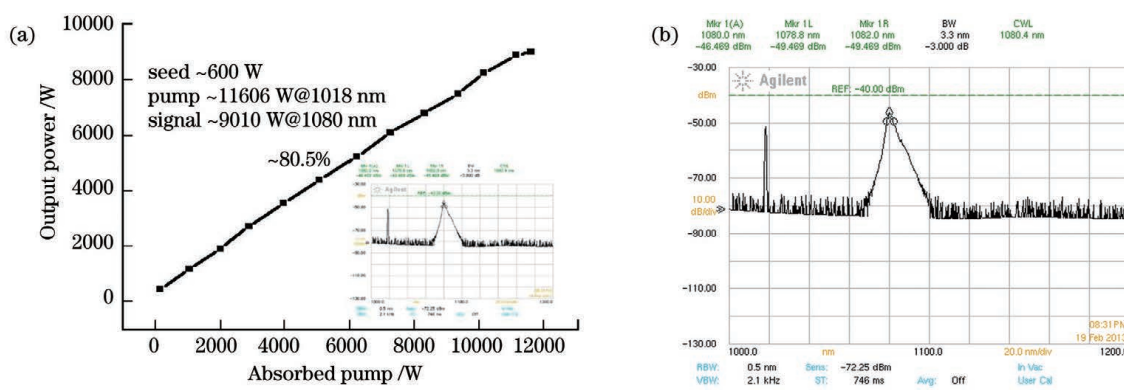 (a)
10000
8000
6000
4000
2000
0
Output power /W
seed ~600 W
pump ~11606 W@1018 nm
signal ~9010 W@1080 nm
~80.5%
Agilent
0 2000 4000 6000 8000 10000 12000
Absorbed pump /W
(b)
Mkr 1(A) Mkr 1L Mkr 1R BW CWL
1080.0 nm 1078.8 nm 1082.0 nm 3.3 nm 1080.4 nm
-46.469 dBm -49.469 dBm -49.469 dBm -3.000 dB
-30.00
dBm
Agilent
REF: -40.00 dBm
-50.00
-70.00
10.00
dB/div
-90.00
-110.00
-130.00
08:31PM
19 Feb 2013
1000.0 nm 1100.0 20.0 nm/div 1200.0
RBW: 0.5 nm Sens: -72.25 dBm In Vac
VBW: 2.1 kHz ST: 746 ms Avg: Off User Cal